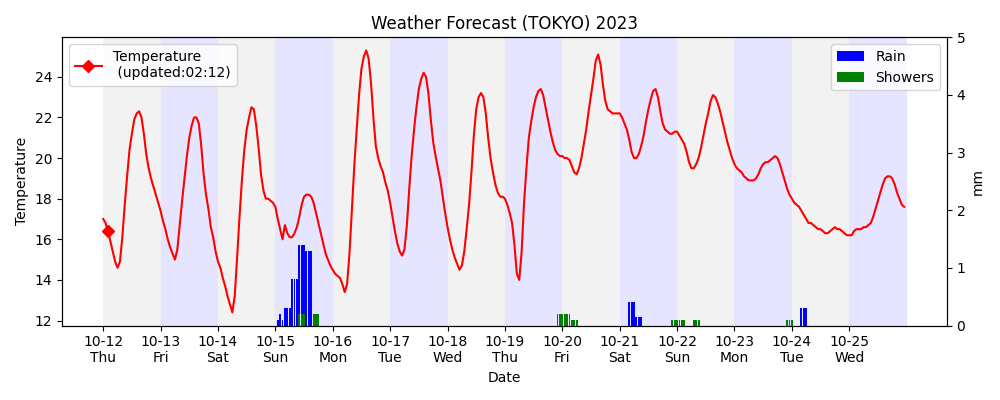 Weather Forecast (TOKYO) 2023
Temperature
(updated:02:12)
Rain
Showers
Temperature
24
22
20
18
16
14
12
5
4
3
2
1
0
mm
10-12 10-13 10-14 10-15 10-16 10-17 10-18 10-19 10-20 10-21 10-22 10-23 10-24 10-25
Thu Fri Sat Sun Mon Tue Wed Thu Fri Sat Sun Mon Tue Wed
Date